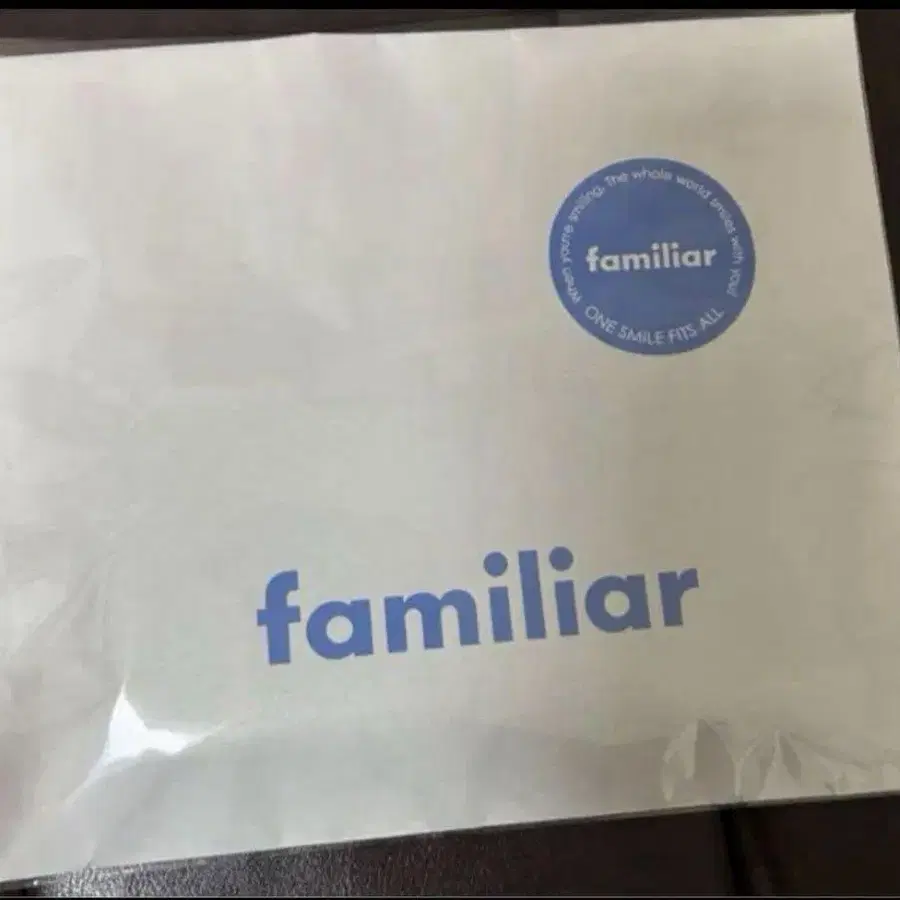 When you're smiling, The whole world smiles with you!
familiar
ONE SMILE FITS ALL
familiar